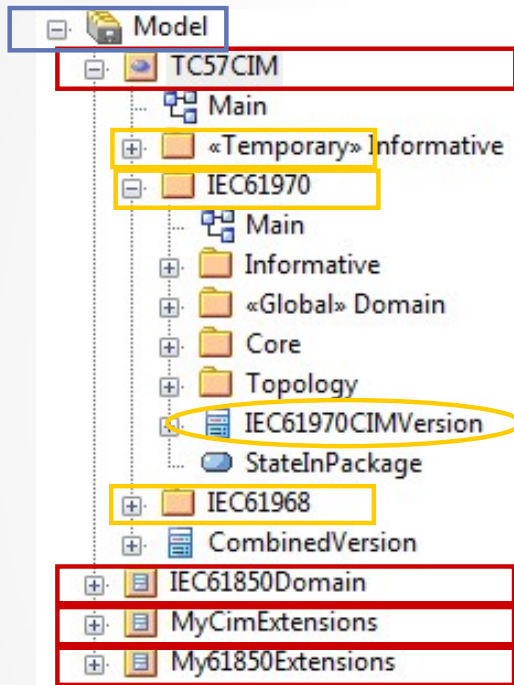 Model
TC57CIM
Main
«Temporary» Informative
IEC61970
Main
Informative
«Global» Domain
Core
Topology
IEC61970CIMVersion
StateInPackage
IEC61968
CombinedVersion
IEC61850Domain
MyCimExtensions
My61850Extensions